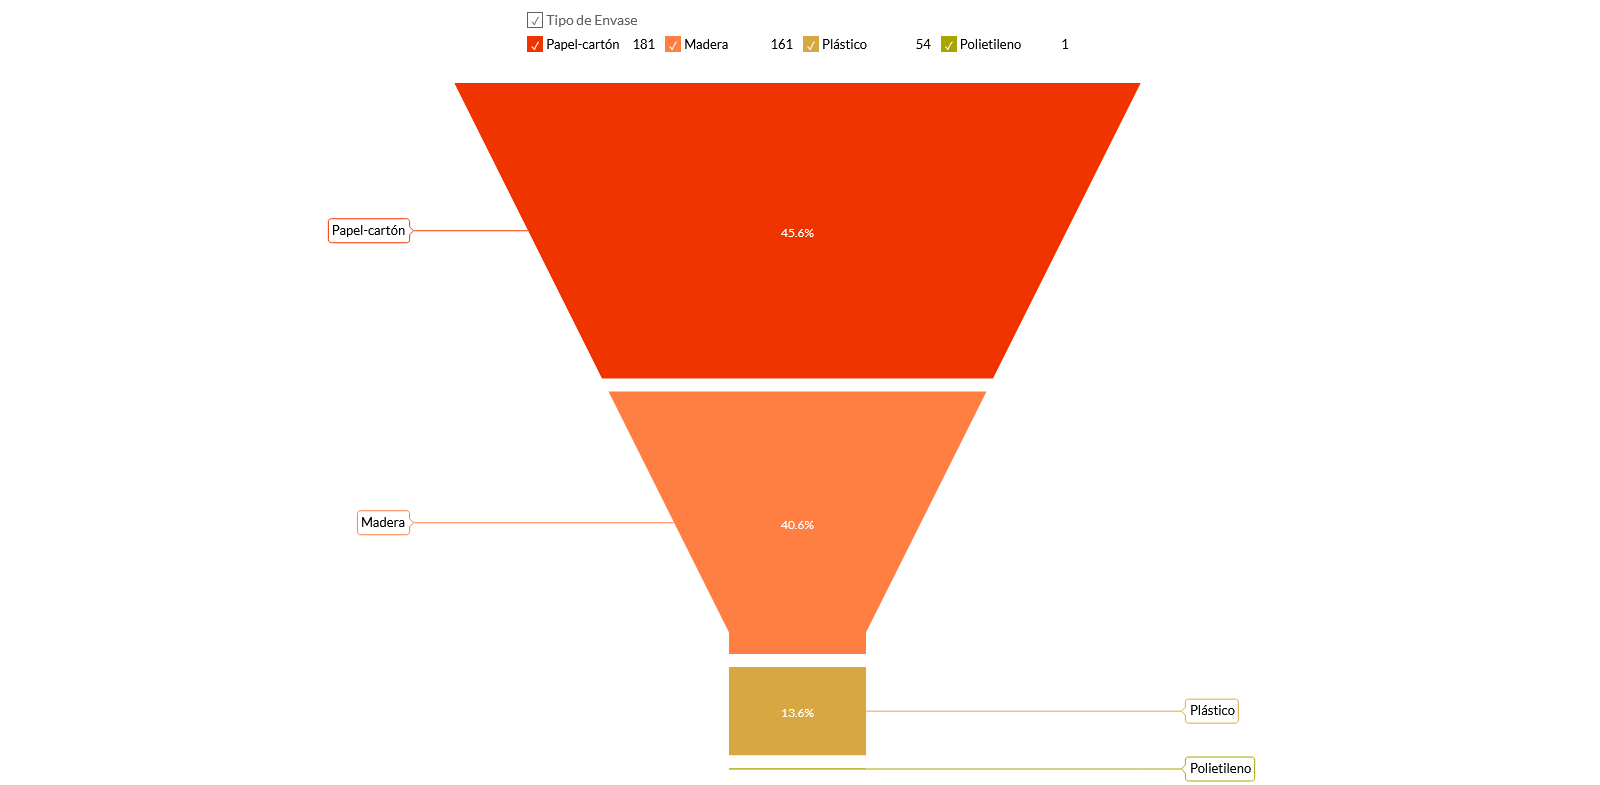 Tipo de Envase
Papel-cartón 181 Madera 161 Plástico 54 Polietileno 1
Papel-cartón
45.6%
Madera
40.6%
Plástico
13.6%
Polietileno